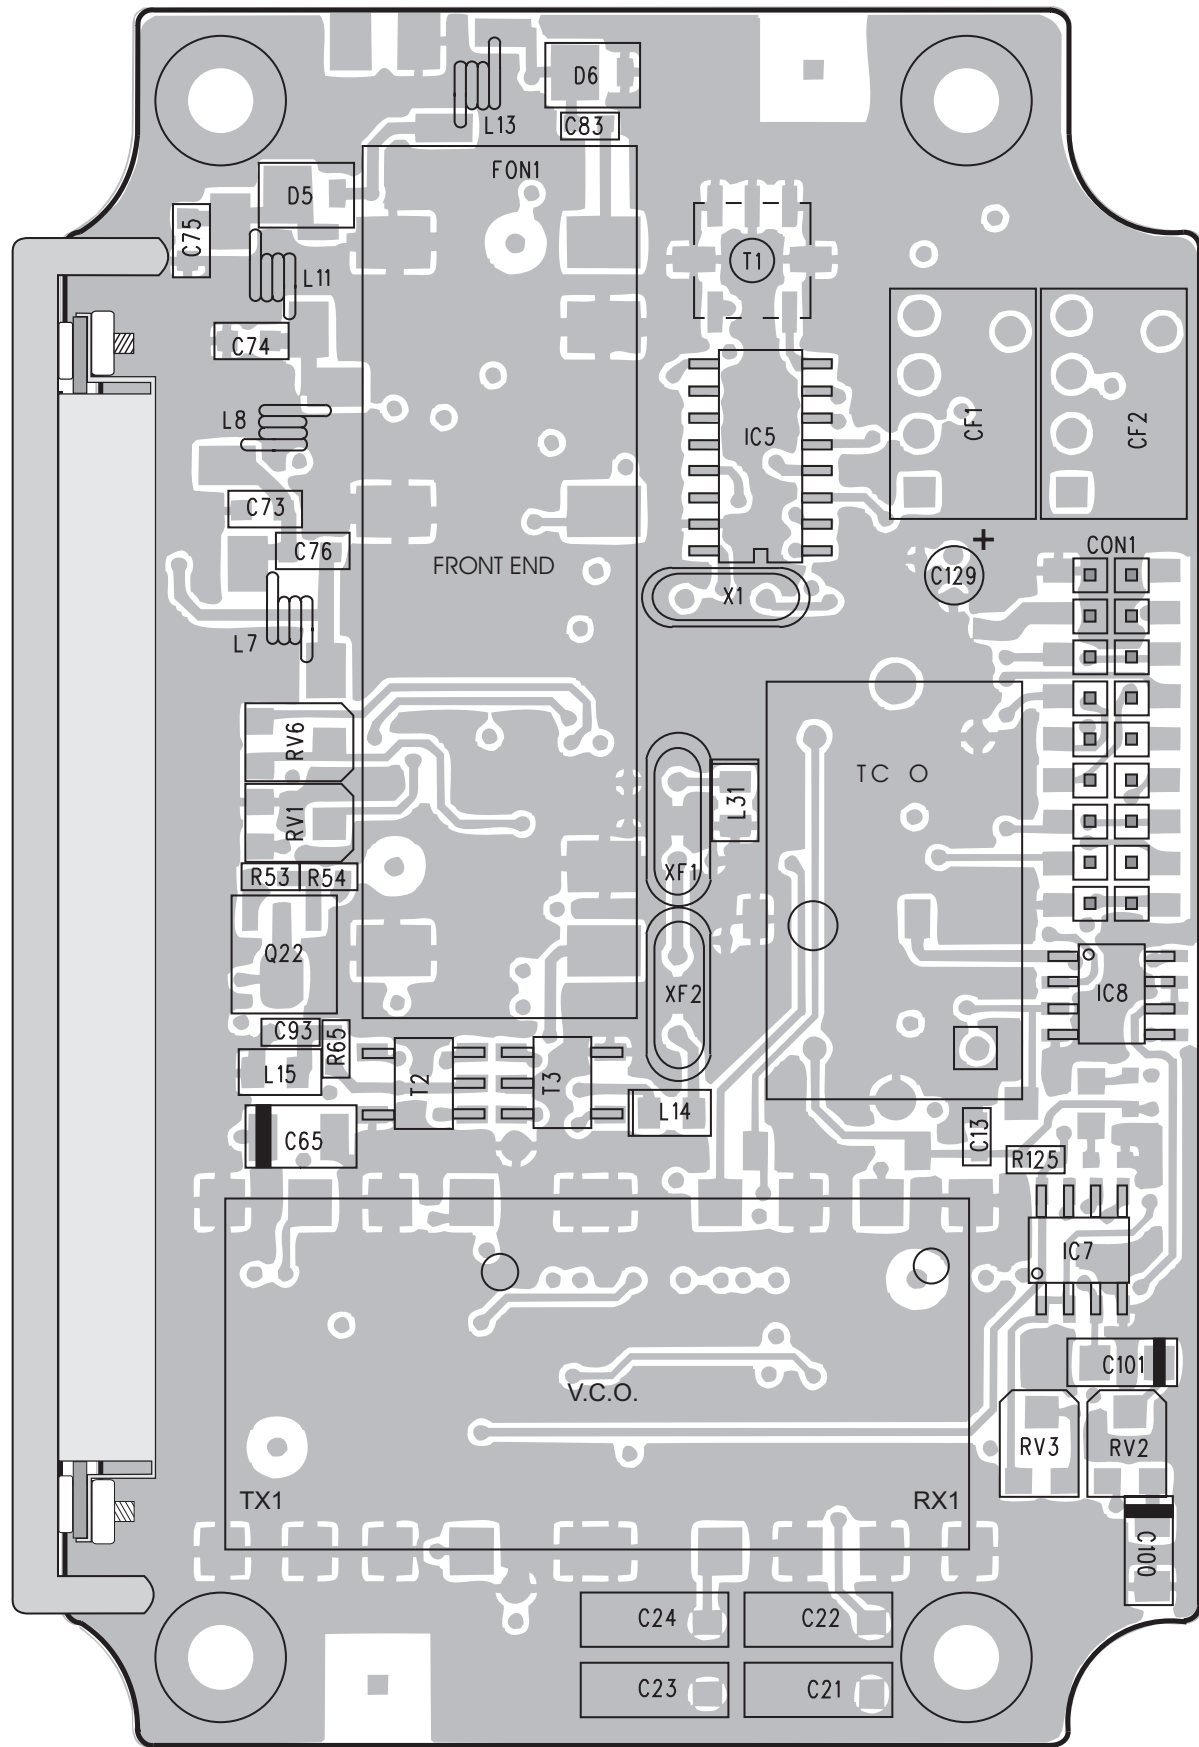 D6
L13
C83
FON1
D5
C75
T1
L11
C74
L8
IC5
CF1
CF2
C73
C76
+
CON1
FRONT END
C129
X1
L7
RV6
TC O
L31
RV1
XF1
R53
R54
Q22
XF2
IC8
C93
R65
L15
T2
T3
L14
C65
C13
R125
IC7
C101
V.C.O.
RV3
RV2
TX1
RX1
C100
C24
C22
C23
C21